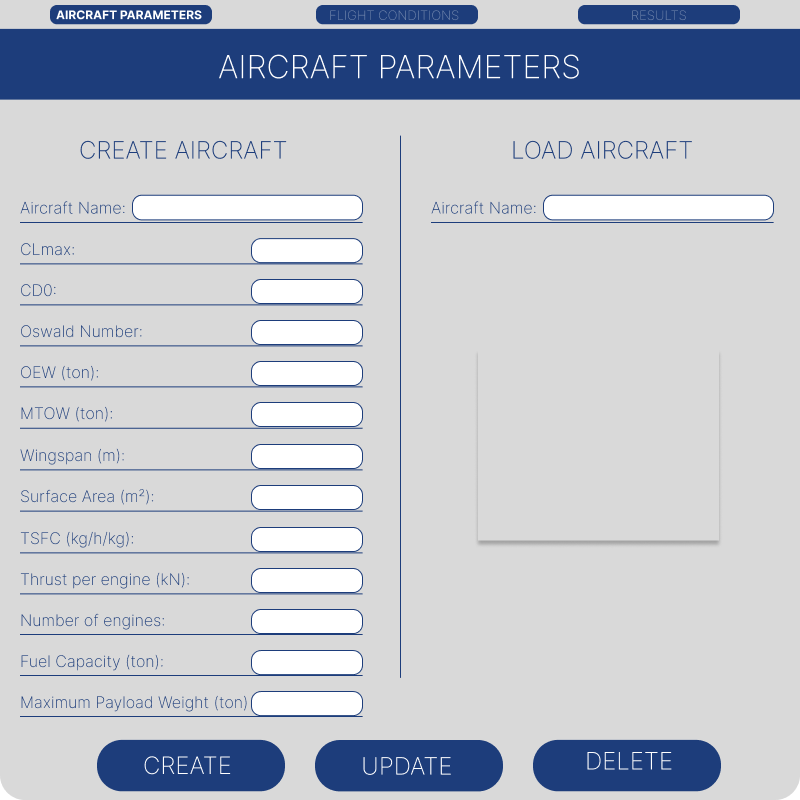 AIRCRAFT PARAMETERS
FLIGHT CONDITIONS
RESULTS
AIRCRAFT PARAMETERS
CREATE AIRCRAFT
Aircraft Name:
CLmax:
CD0:
Oswald Number:
OEW (ton):
MTOW (ton):
Wingspan (m):
Surface Area (m²):
TSFC (kg/h/kg):
Thrust per engine (kN):
Number of engines:
Fuel Capacity (ton):
Maximum Payload Weight (ton)
LOAD AIRCRAFT
Aircraft Name:
CREATE
UPDATE
DELETE